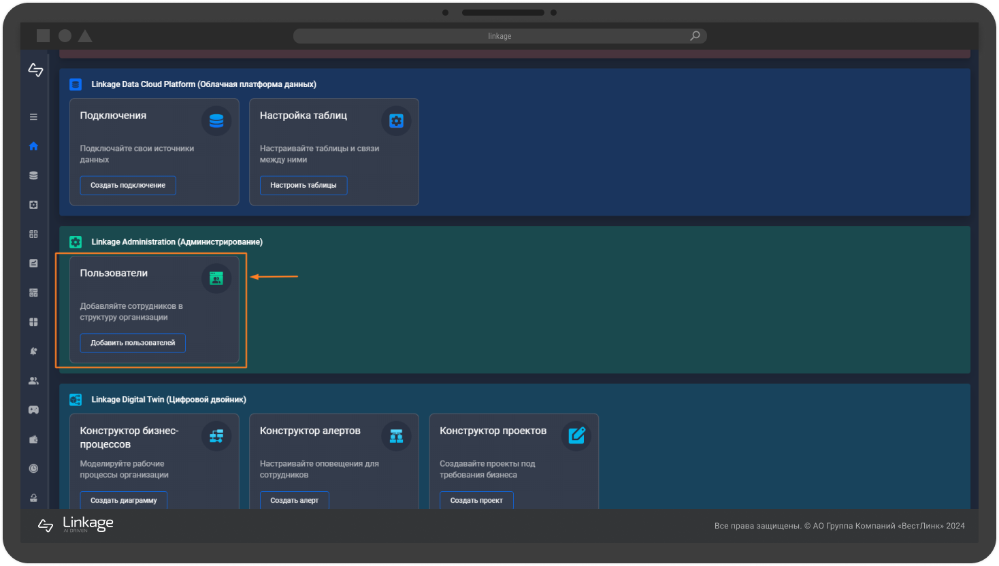 linkage
Linkage Data Cloud Platform (Облачная платформа данных)
Подключения
Подключайте свои источники
данных
Создать подключение
Настройка таблиц
Настраивайте таблицы и связи
между ними
Настроить таблицы
Linkage Administration (Администрирование)
Пользователи
Добавляйте сотрудников в
структуру организации
Добавить пользователей
Linkage Digital Twin (Цифровой двойник)
Конструктор бизнес-
процессов
Моделируйте рабочие
процессы организации
Создать диаграмму
Конструктор алертов
Настраивайте оповещения для
сотрудников
Создать алерт
Конструктор проектов
Создавайте проекты под
требования бизнеса
Создать проект
Linkage
AI DRIVEN
Все права защищены. © АО Группа Компаний «ВестЛинк» 2024